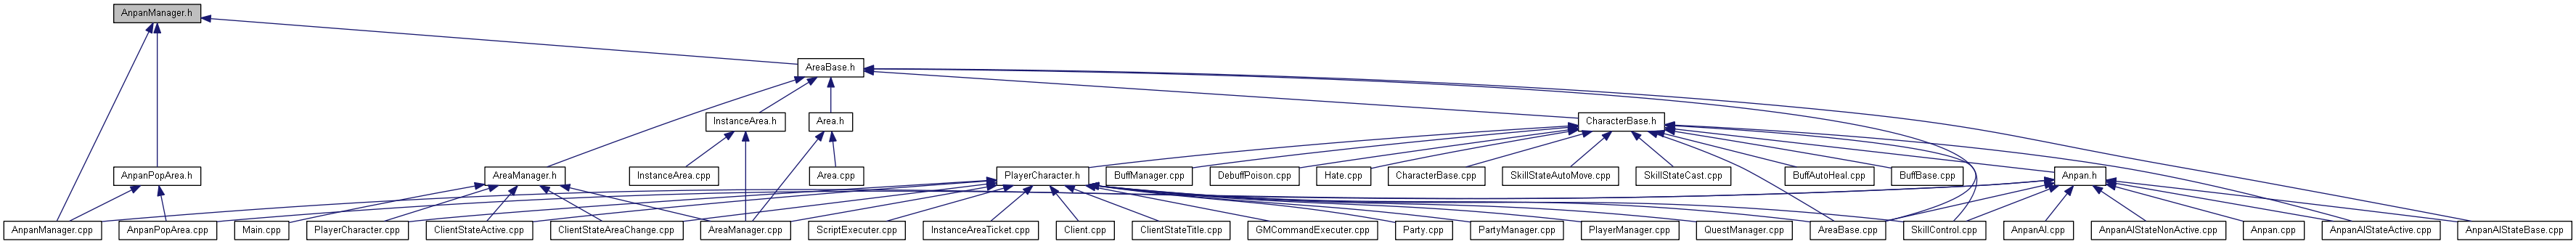 AnpanManager.h
AreaBase.h
InstanceArea.h
Area.h
CharacterBase.h
AnpanPopArea.h
AreaManager.h
InstanceArea.cpp
Area.cpp
PlayerCharacter.h
BuffManager.cpp
DebuffPoison.cpp
Hate.cpp
CharacterBase.cpp
SkillStateAutoMove.cpp
SkillStateCast.cpp
BuffAutoHeal.cpp
BuffBase.cpp
Anpan.h
AnpanManager.cpp
AnpanPopArea.cpp
Main.cpp
PlayerCharacter.cpp
ClientStateActive.cpp
ClientStateAreaChange.cpp
AreaManager.cpp
ScriptExecuter.cpp
InstanceAreaTicket.cpp
Client.cpp
ClientStateTitle.cpp
GMCommandExecuter.cpp
Party.cpp
PartyManager.cpp
PlayerManager.cpp
QuestManager.cpp
AreaBase.cpp
SkillControl.cpp
AnpanAI.cpp
AnpanAIStateNonActive.cpp
Anpan.cpp
AnpanAIStateActive.cpp
AnpanAIStateBase.cpp